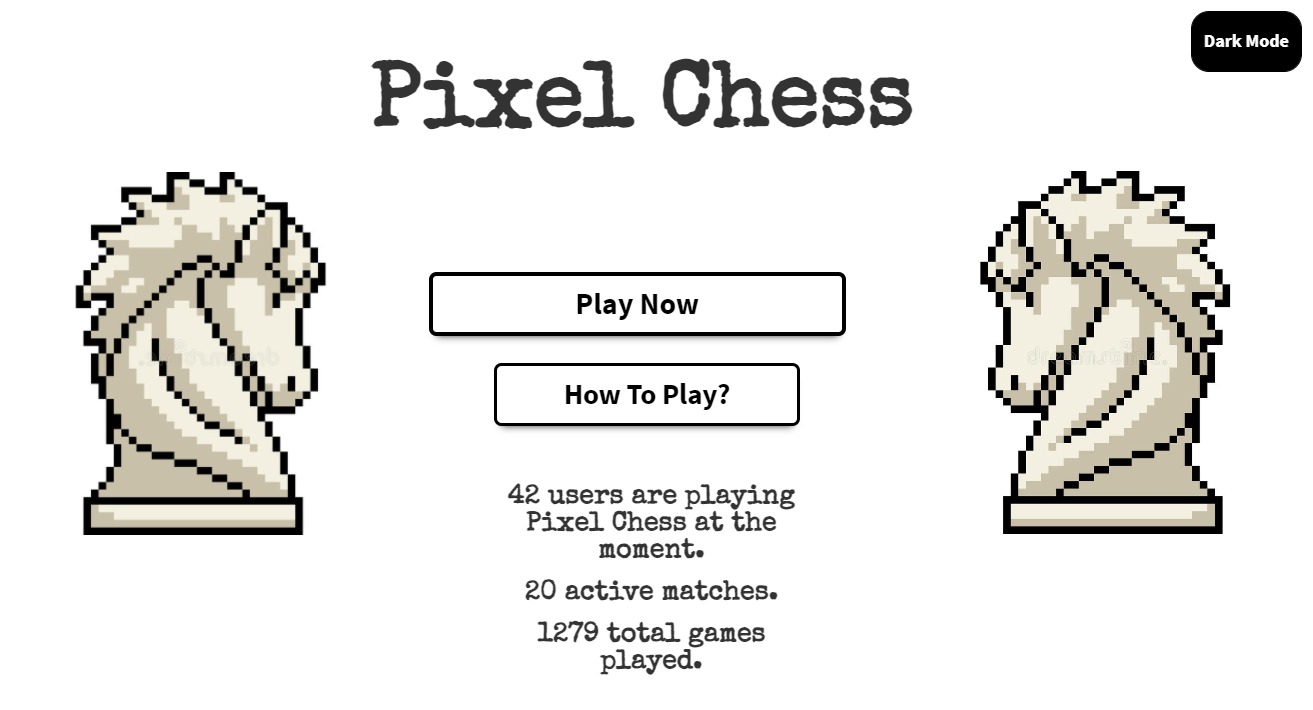 Dark Mode
Pixel Chess
Play Now
How To Play?
42 users are playing
Pixel Chess at the
moment.
20 active matches.
1279 total games
played.